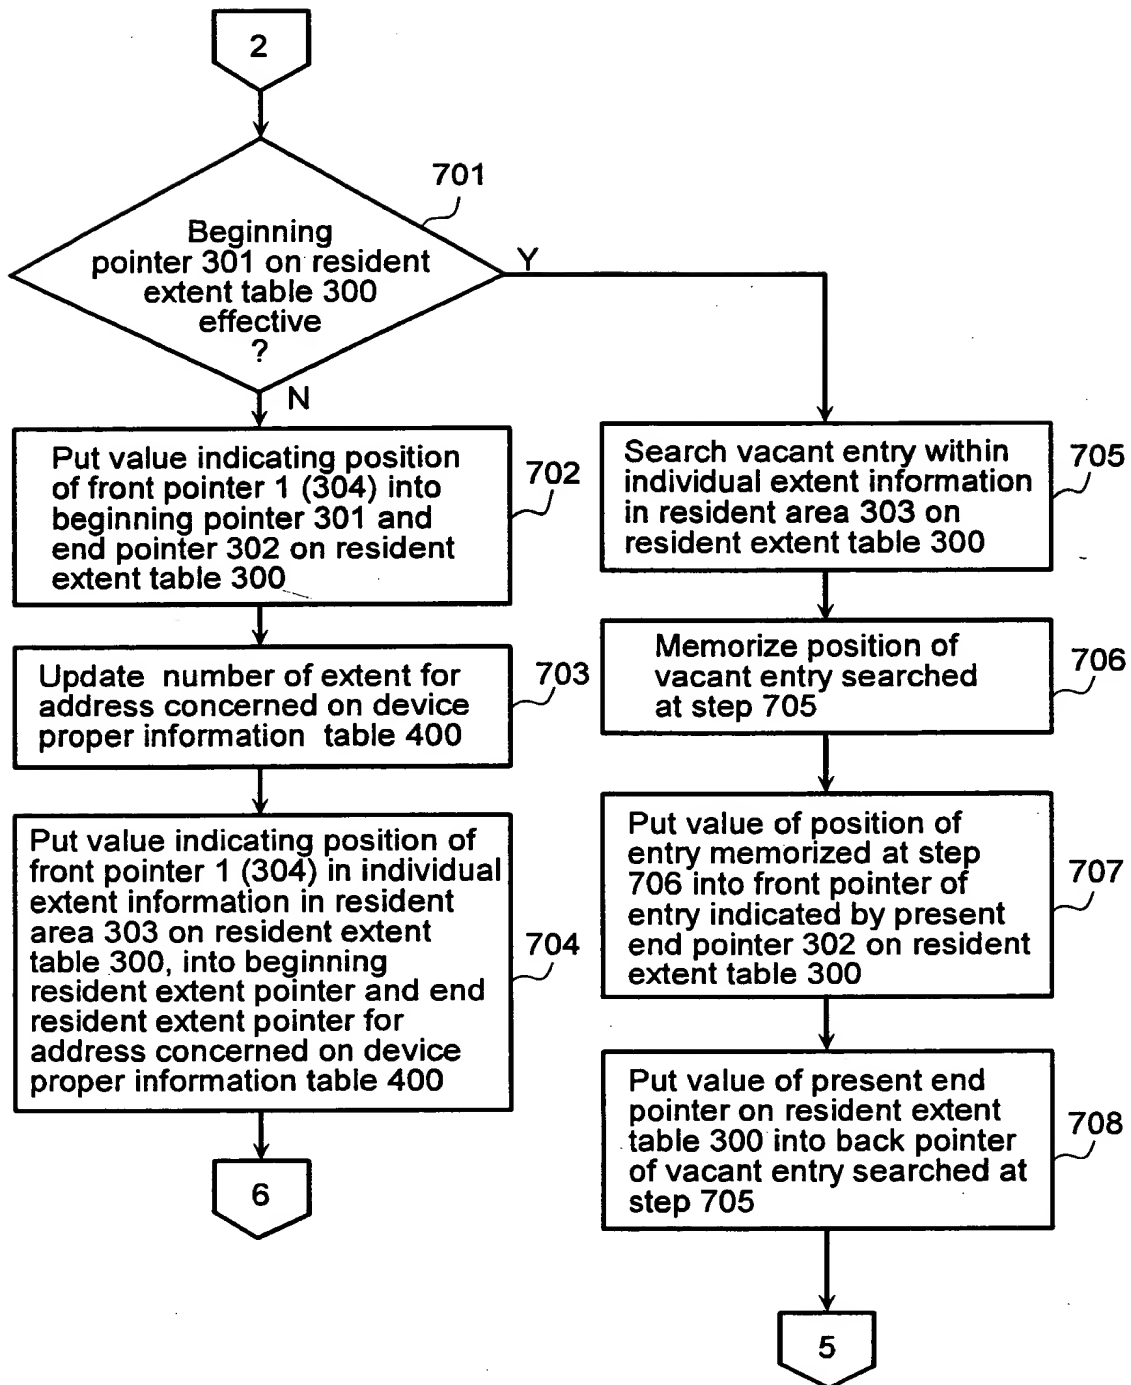 2
701
Beginning
pointer 301 on resident
extent table 300
effective
?
Y
N
Put value indicating position
of front pointer 1 (304) into
beginning pointer 301 and
end pointer 302 on resident
extent table 300
702
Update number of extent for
address concerned on device
proper information table 400
703
Put value indicating position of
front pointer 1 (304) in individual
extent information in resident
area 303 on resident extent
table 300, into beginning
resident extent pointer and end
resident extent pointer for
address concerned on device
proper information table 400
704
6
Search vacant entry within
individual extent information
in resident area 303 on
resident extent table 300
705
Memorize position of
vacant entry searched
at step 705
706
Put value of position of
entry memorized at step
706 into front pointer of
entry indicated by present
end pointer 302 on resident
extent table 300
707
Put value of present end
pointer on resident extent
table 300 into back pointer
of vacant entry searched at
step 705
708
5